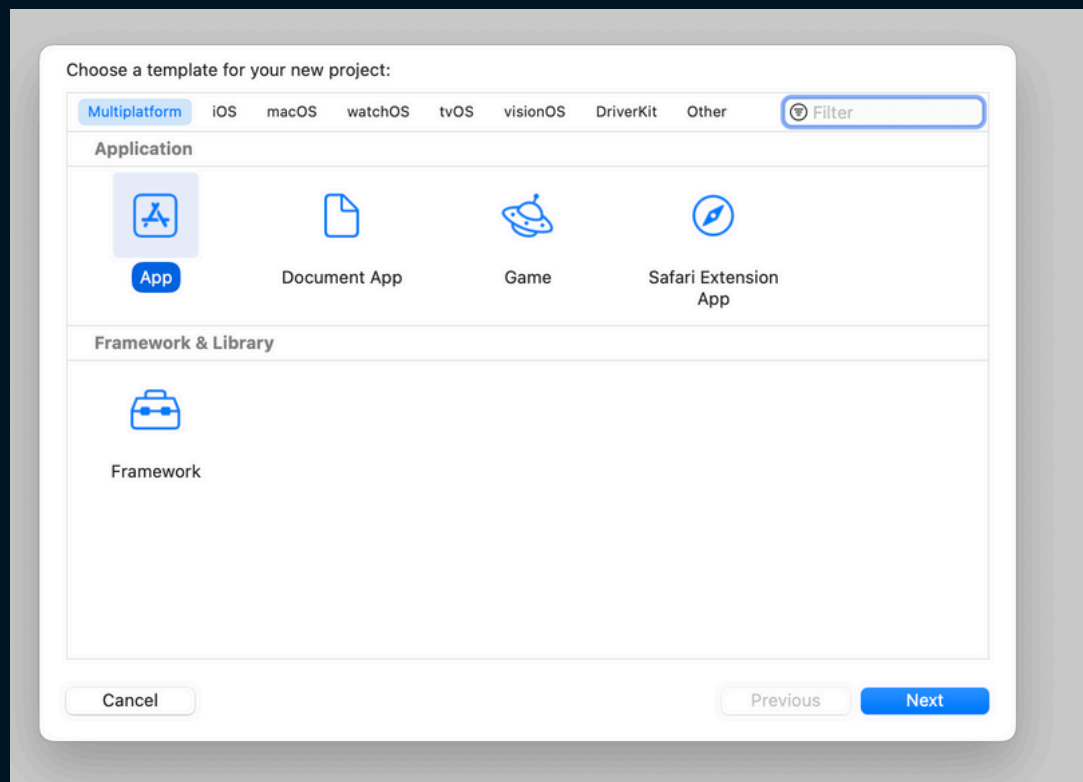 Choose a template for your new project:
Multiplatform iOS macOS watchOS tvOS visionOS DriverKit Other Filter
Application
App Document App Game Safari Extension
App
Framework & Library
Framework
Cancel Previous Next